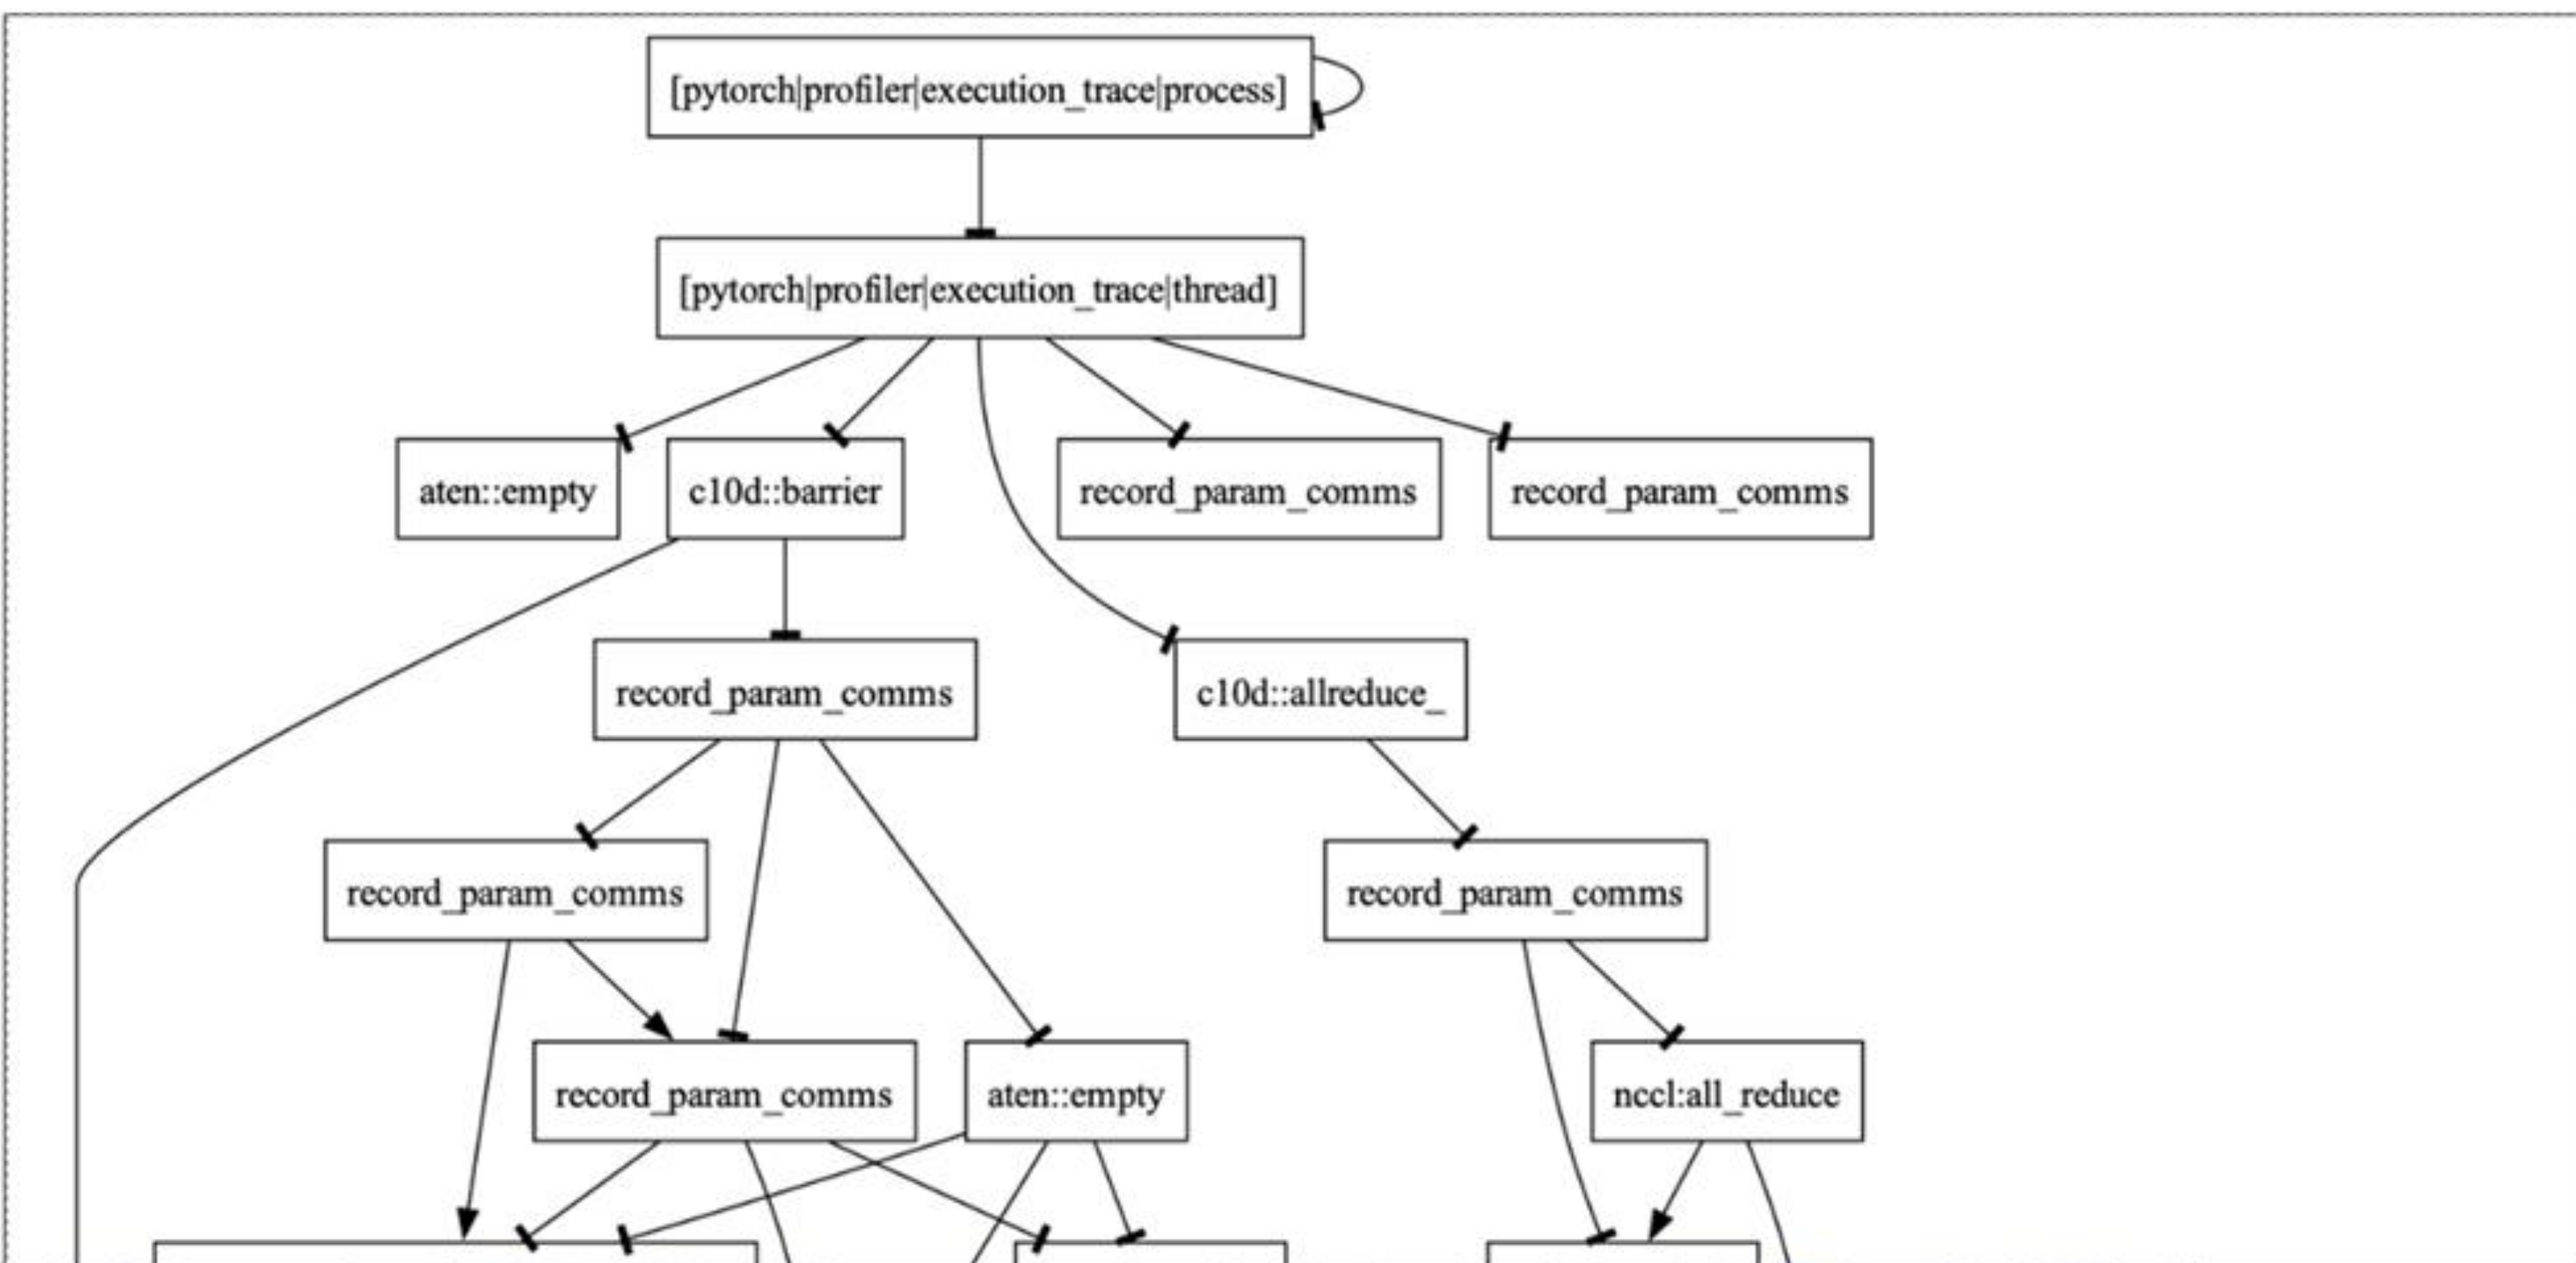 [pytorch|profiler|execution_trace|process]
[pytorch|profiler|execution_trace|thread]
aten::empty
c10d::barrier
record_param_comms
record_param_comms
record_param_comms
c10d::allreduce_
record_param_comms
record_param_comms
record_param_comms
aten::empty
nccl:all_reduce